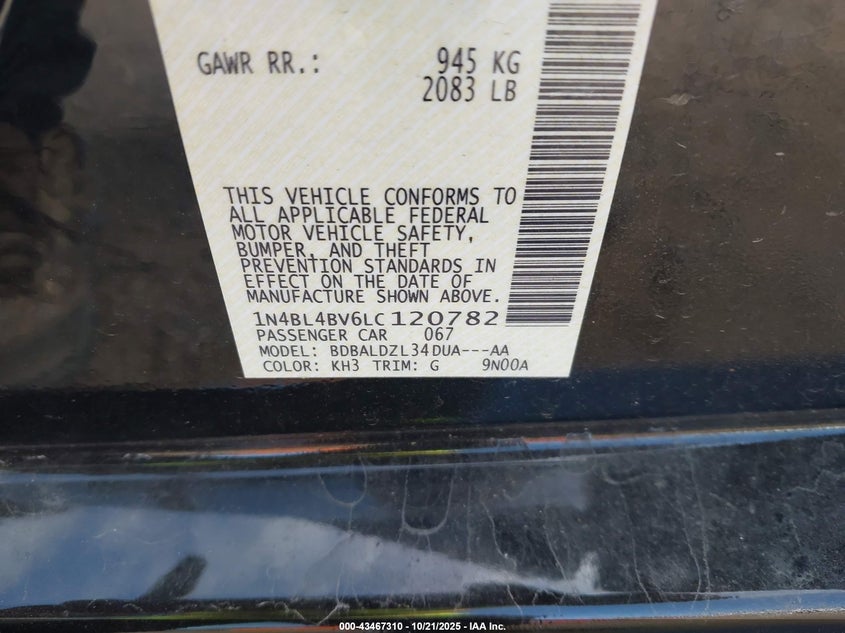 GAWR RR.: 945 KG
2083 LB
THIS VEHICLE CONFORMS TO
ALL APPLICABLE FEDERAL
MOTOR VEHICLE SAFETY,
BUMPER, AND THEFT
PREVENTION STANDARDS IN
EFFECT ON THE DATE OF
MANUFACTURE SHOWN ABOVE.
1N4BL4BV6LC120782
PASSENGER CAR 067
MODEL: BDBALDZL34DUA---AA
COLOR: KH3 TRIM: G 9N00A
000-43467310 - 10/21/2025 - IAA Inc.